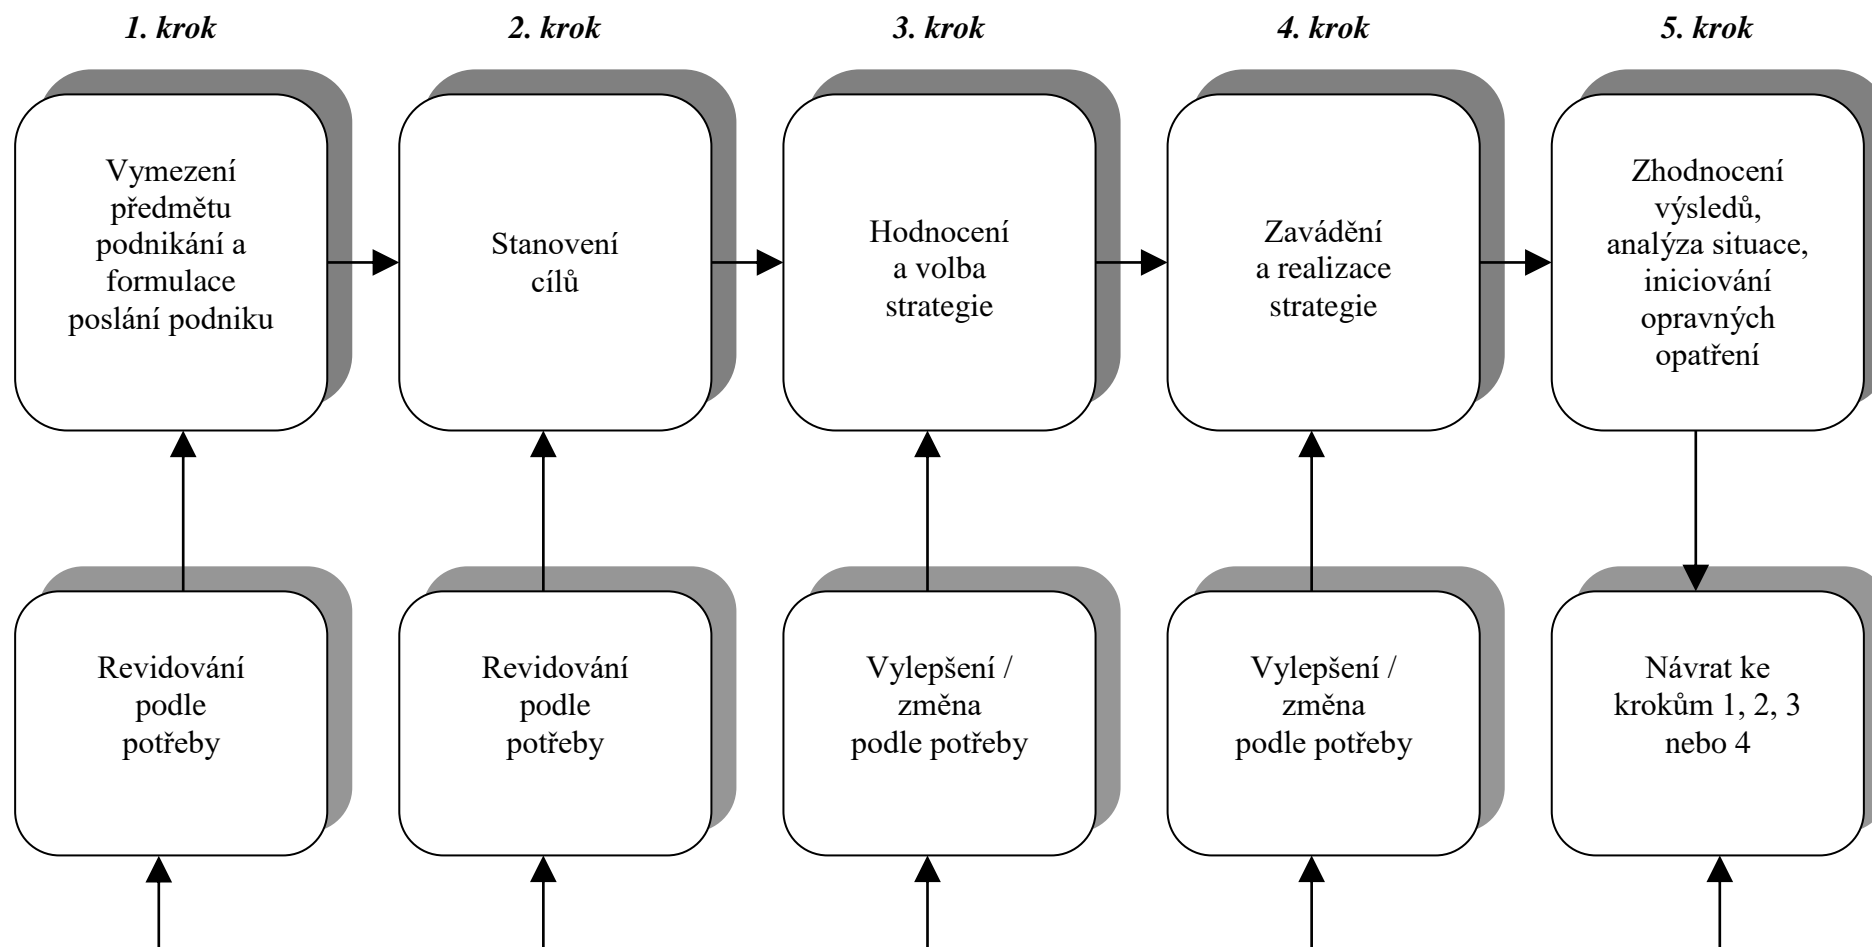 1. krok
2. krok
3. krok
4. krok
5. krok
Vymezení
předmětu
podnikání a
formulace
poslání podniku
Stanovení
cílů
Hodnocení
a volba
strategie
Zavádění
a realizace
strategie
Zhodnocení
výsledů,
analýza situace,
iniciování
opravných
opatření
Revidování
podle
potřeby
Revidování
podle
potřeby
Vylepšení /
změna
podle potřeby
Vylepšení /
změna
podle potřeby
Návrat ke
krokům 1, 2, 3
nebo 4